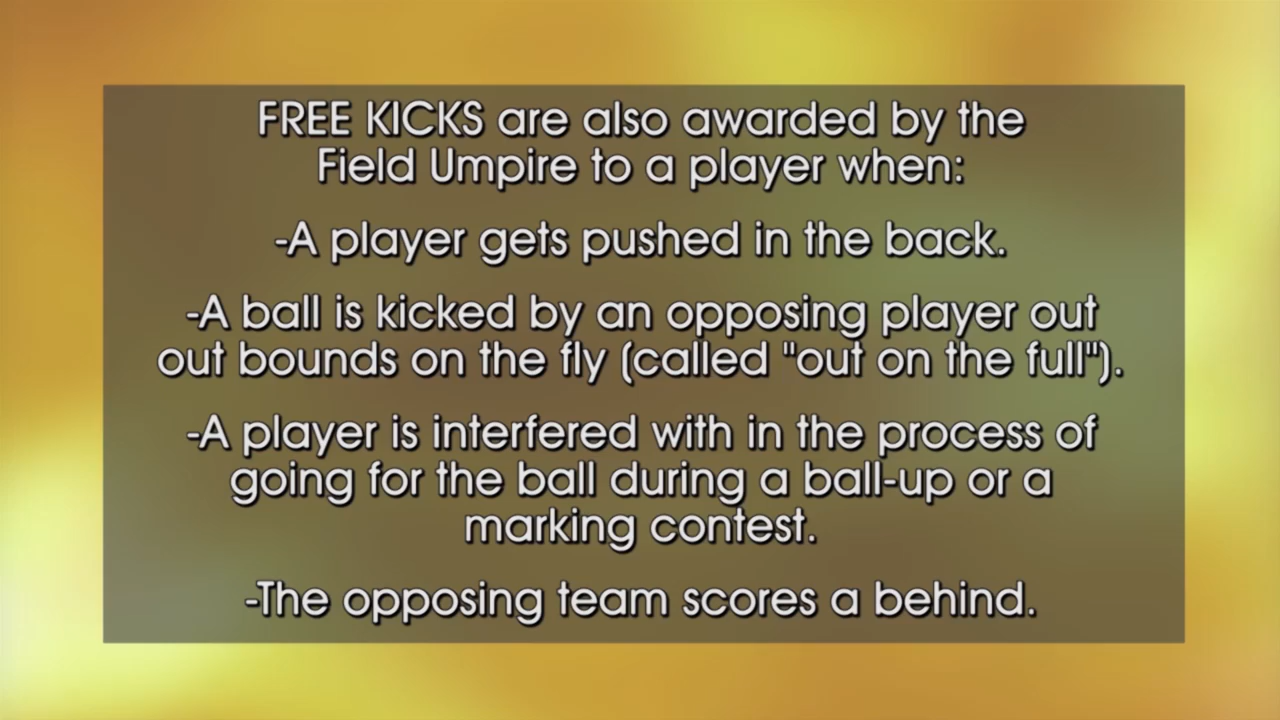 FREE KICKS are also awarded by the
Field Umpire to a player when:
-A player gets pushed in the back.
-A ball is kicked by an opposing player out
out bounds on the fly (called "out on the full").
-A player is interfered with in the process of
going for the ball during a ball-up or a
marking contest.
-The opposing team scores a behind.